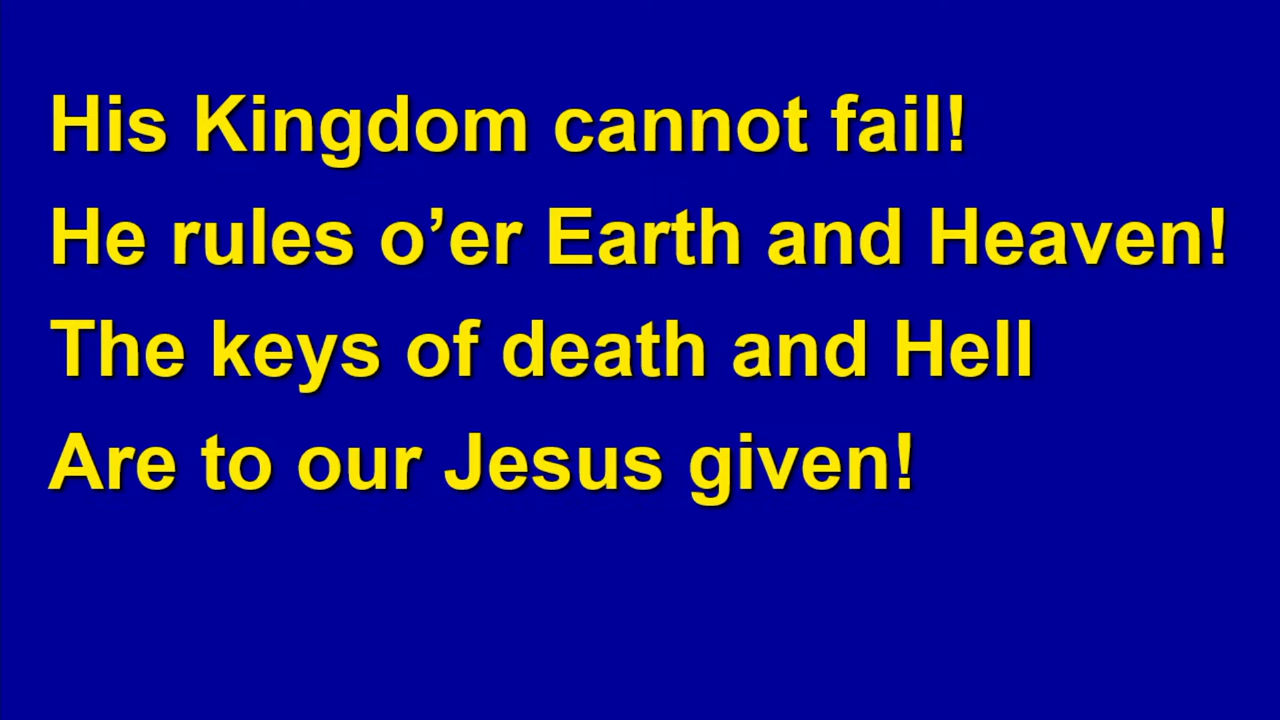 His Kingdom cannot fail!
He rules o’er Earth and Heaven!
The keys of death and Hell
Are to our Jesus given!